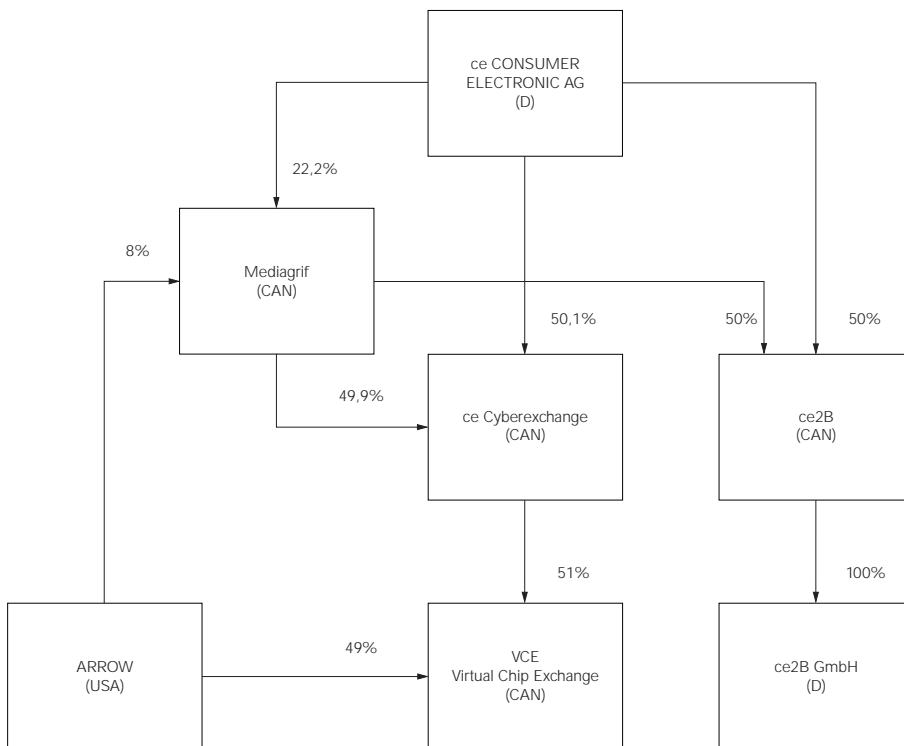 ce CONSUMER
ELECTRONIC AG
(D)
22,2%
8%
Mediagrif
(CAN)
50,1%
50%
50%
49,9%
ce Cyberexchange
(CAN)
ce2B
(CAN)
51%
100%
49%
ARROW
(USA)
VCE
Virtual Chip Exchange
(CAN)
ce2B GmbH
(D)